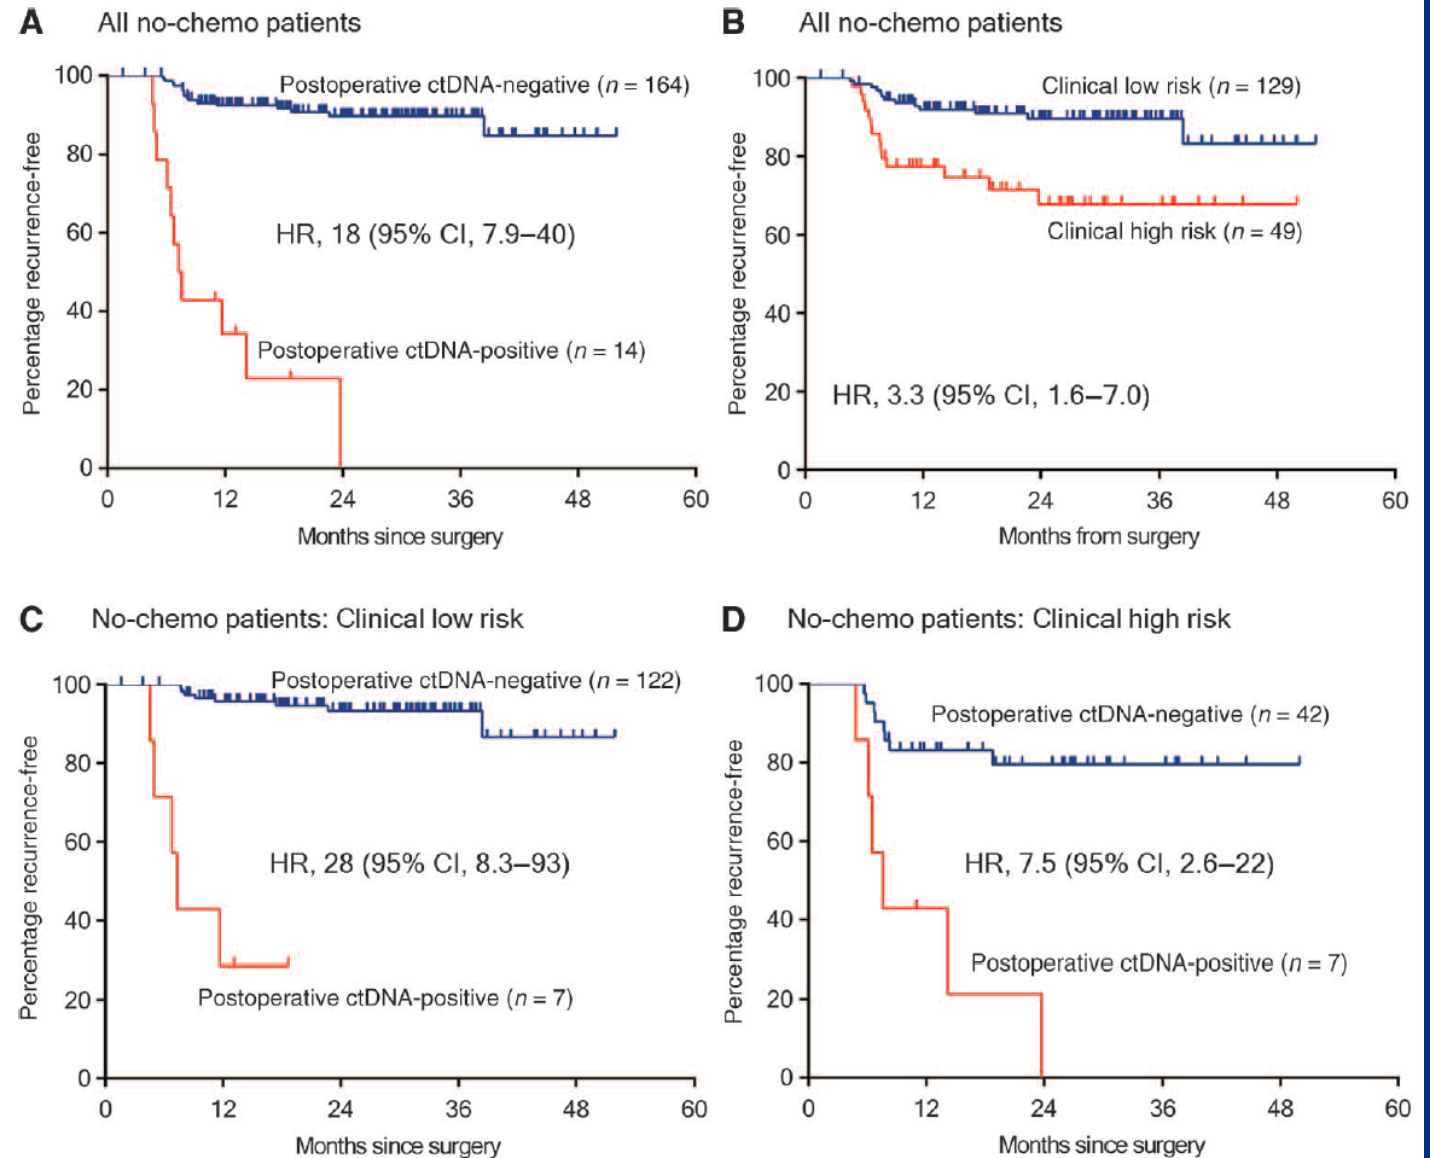 A All no-chemo patients
Percentage recurrence-free
100
80
60
40
20
0
Postoperative ctDNA-negative (n = 164)
HR, 18 (95% CI, 7.9–40)
Postoperative ctDNA-positive (n = 14)
0 12 24 36 48 60
Months since surgery
B All no-chemo patients
Percentage recurrence-free
100
80
60
40
20
0
Clinical low risk (n = 129)
Clinical high risk (n = 49)
HR, 3.3 (95% CI, 1.6–7.0)
0 12 24 36 48 60
Months from surgery
C No-chemo patients: Clinical low risk
Percentage recurrence-free
100
80
60
40
20
0
Postoperative ctDNA-negative (n = 122)
HR, 28 (95% CI, 8.3–93)
Postoperative ctDNA-positive (n = 7)
0 12 24 36 48 60
Months since surgery
D No-chemo patients: Clinical high risk
Percentage recurrence-free
100
80
60
40
20
0
Postoperative ctDNA-negative (n = 42)
HR, 7.5 (95% CI, 2.6–22)
Postoperative ctDNA-positive (n = 7)
0 12 24 36 48 60
Months since surgery